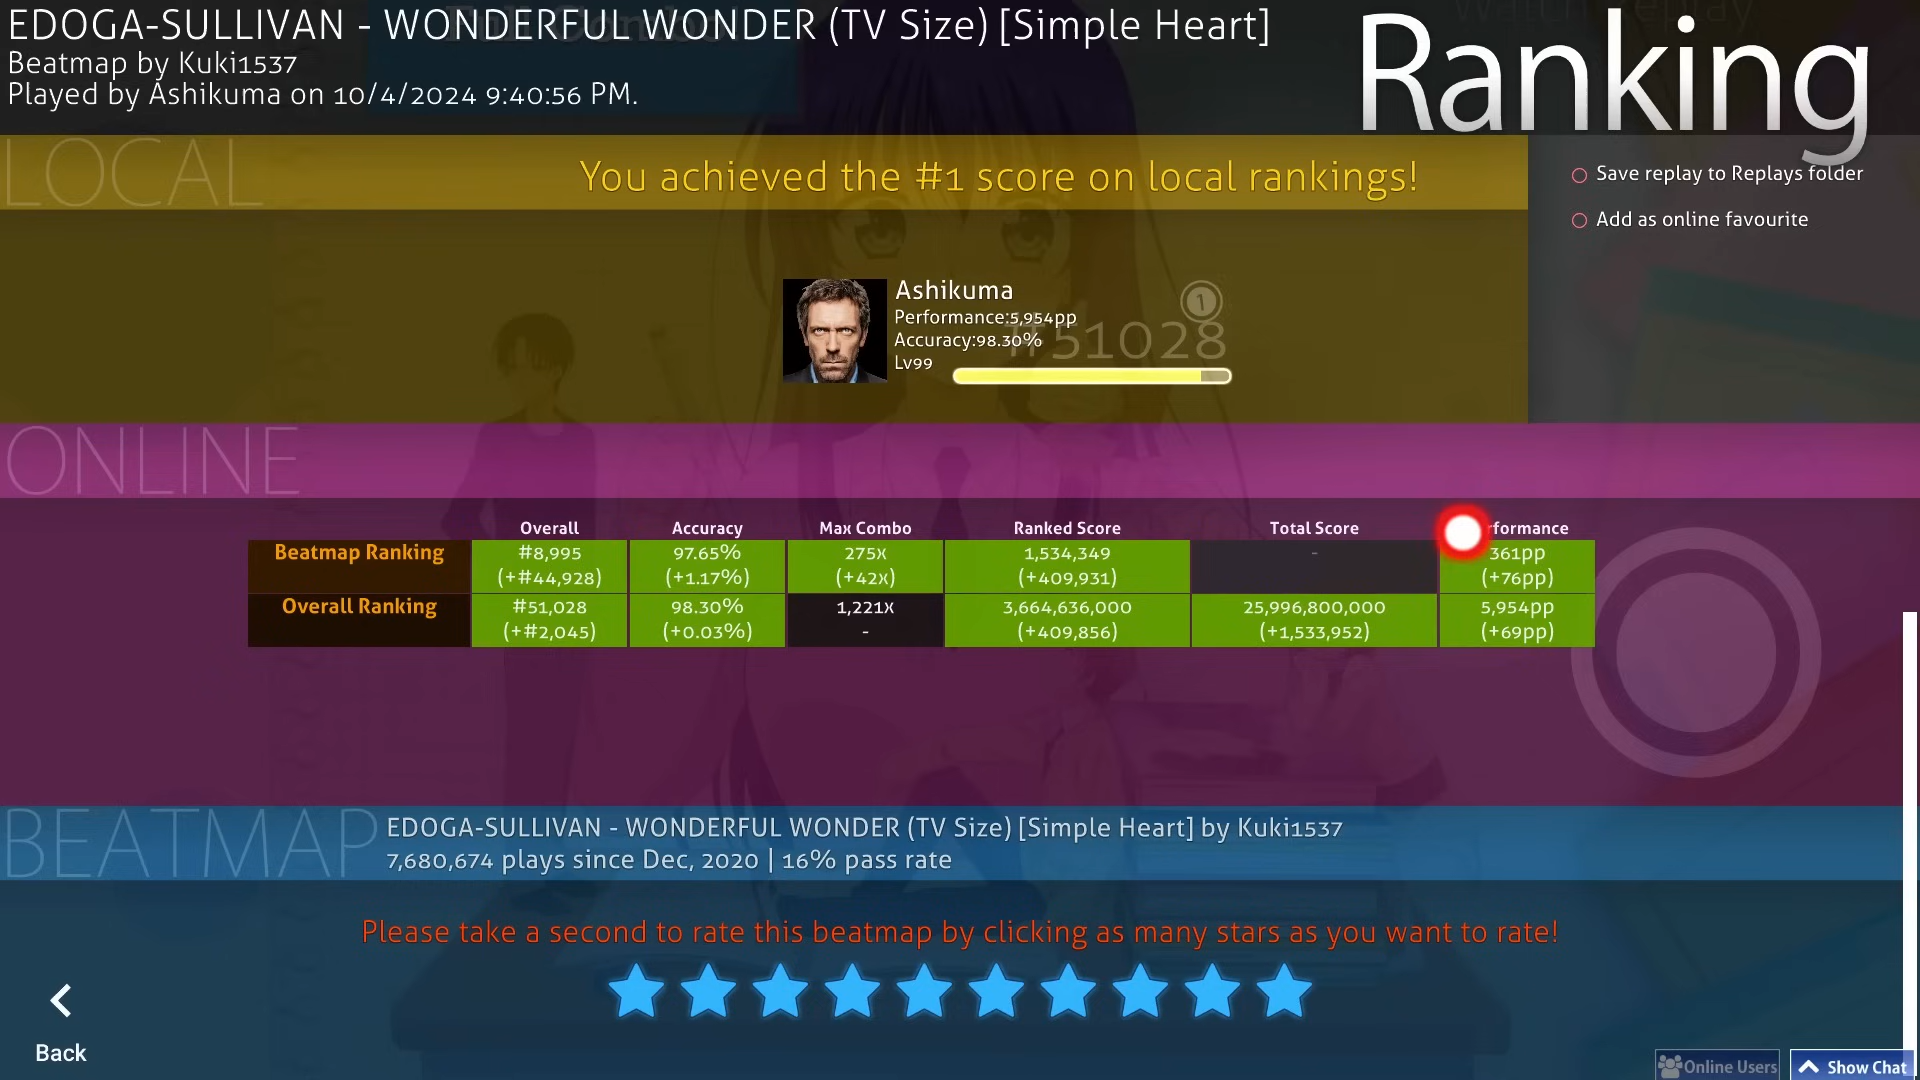 EDOGA-SULLIVAN - WONDERFUL WONDER (TV Size) [Simple Heart]
Beatmap by Kuki1537
Played by Ashikuma on 10/4/2024 9:40:56 PM.
Watch Replay
Ranking
LOCAL
You achieved the #1 score on local rankings!
Save replay to Replays folder
Add as online favourite
Ashikuma
1
Performance:5,954pp
Accuracy:98.30%
#51028
Lv99
ONLINE
Overall Accuracy Max Combo Ranked Score Total Score rformance
Beatmap Ranking #8,995 97.65% 275x 1,534,349 - 361pp
(+#44,928) (+1.17%) (+42x) (+409,931) (+76pp)
Overall Ranking #51,028 98.30% 1,221x 3,664,636,000 25,996,800,000 5,954pp
(+#2,045) (+0.03%) - (+409,856) (+1,533,952) (+69pp)
BEATMAP
EDOGA-SULLIVAN - WONDERFUL WONDER (TV Size) [Simple Heart] by Kuki1537
7,680,674 plays since Dec, 2020 | 16% pass rate
Please take a second to rate this beatmap by clicking as many stars as you want to rate!
Back
Online Users
Show Chat